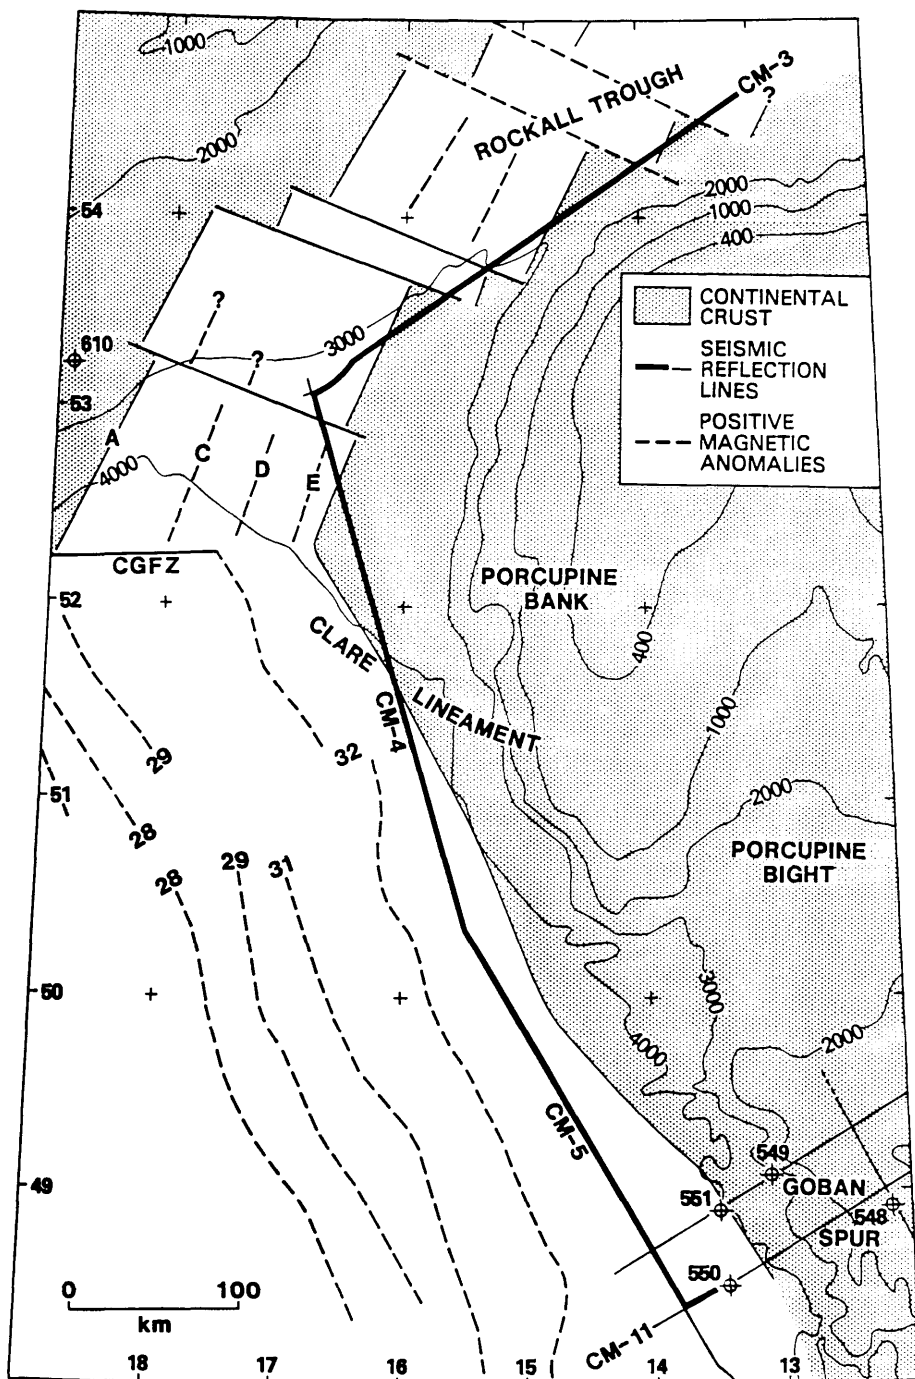 1000
CM-3
?
ROCKALL TROUGH
2000
2000
1000
400
54
CONTINENTAL
CRUST
SEISMIC
REFLECTION
LINES
POSITIVE
MAGNETIC
ANOMALIES
?
610
3000
?
53
A
C
D
E
4000
CGFZ
PORCUPINE
BANK
52
400
CLARE
LINEAMENT
CM-4
1000
32
29
51
28
2000
PORCUPINE
BIGHT
28
29
31
50
3000
4000
2000
CM-5
549
49
551
GOBAN
548
SPUR
550
0
100
km
CM-11
18
17
16
15
14
13